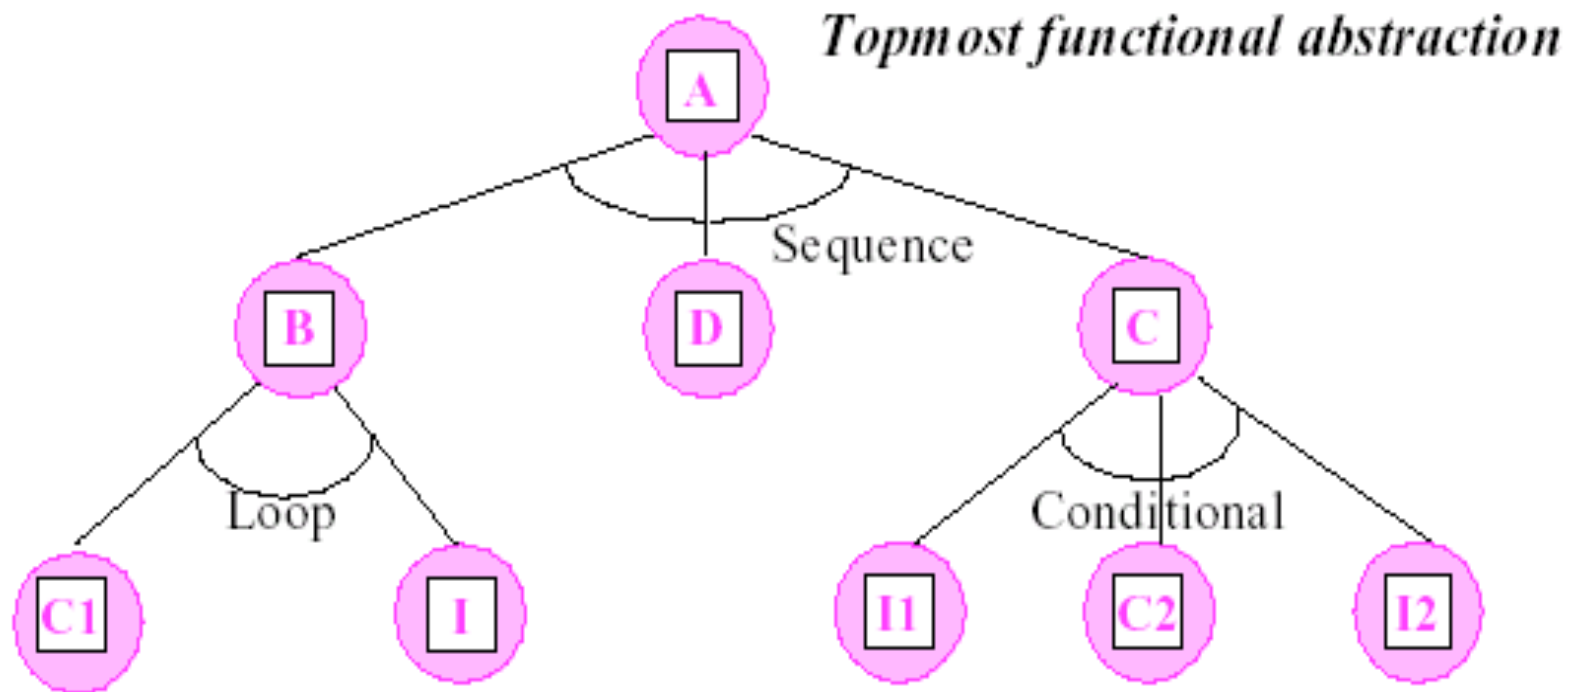 Topmost functional abstraction
A
Sequence
B
D
C
Loop
Conditional
C1
I
I1
C2
I2